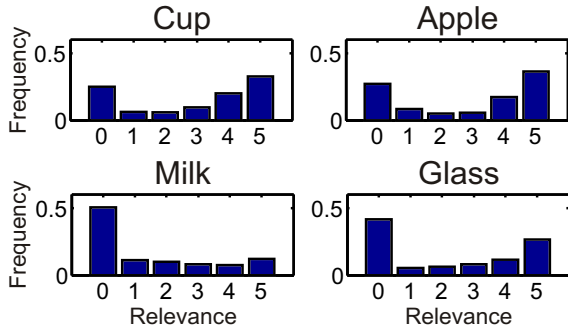 Cup
Frequency
0.5
0
0 1 2 3 4 5
Apple
0.5
0
0 1 2 3 4 5
Milk
Frequency
0.5
0
0 1 2 3 4 5
Relevance
Glass
0.5
0
0 1 2 3 4 5
Relevance